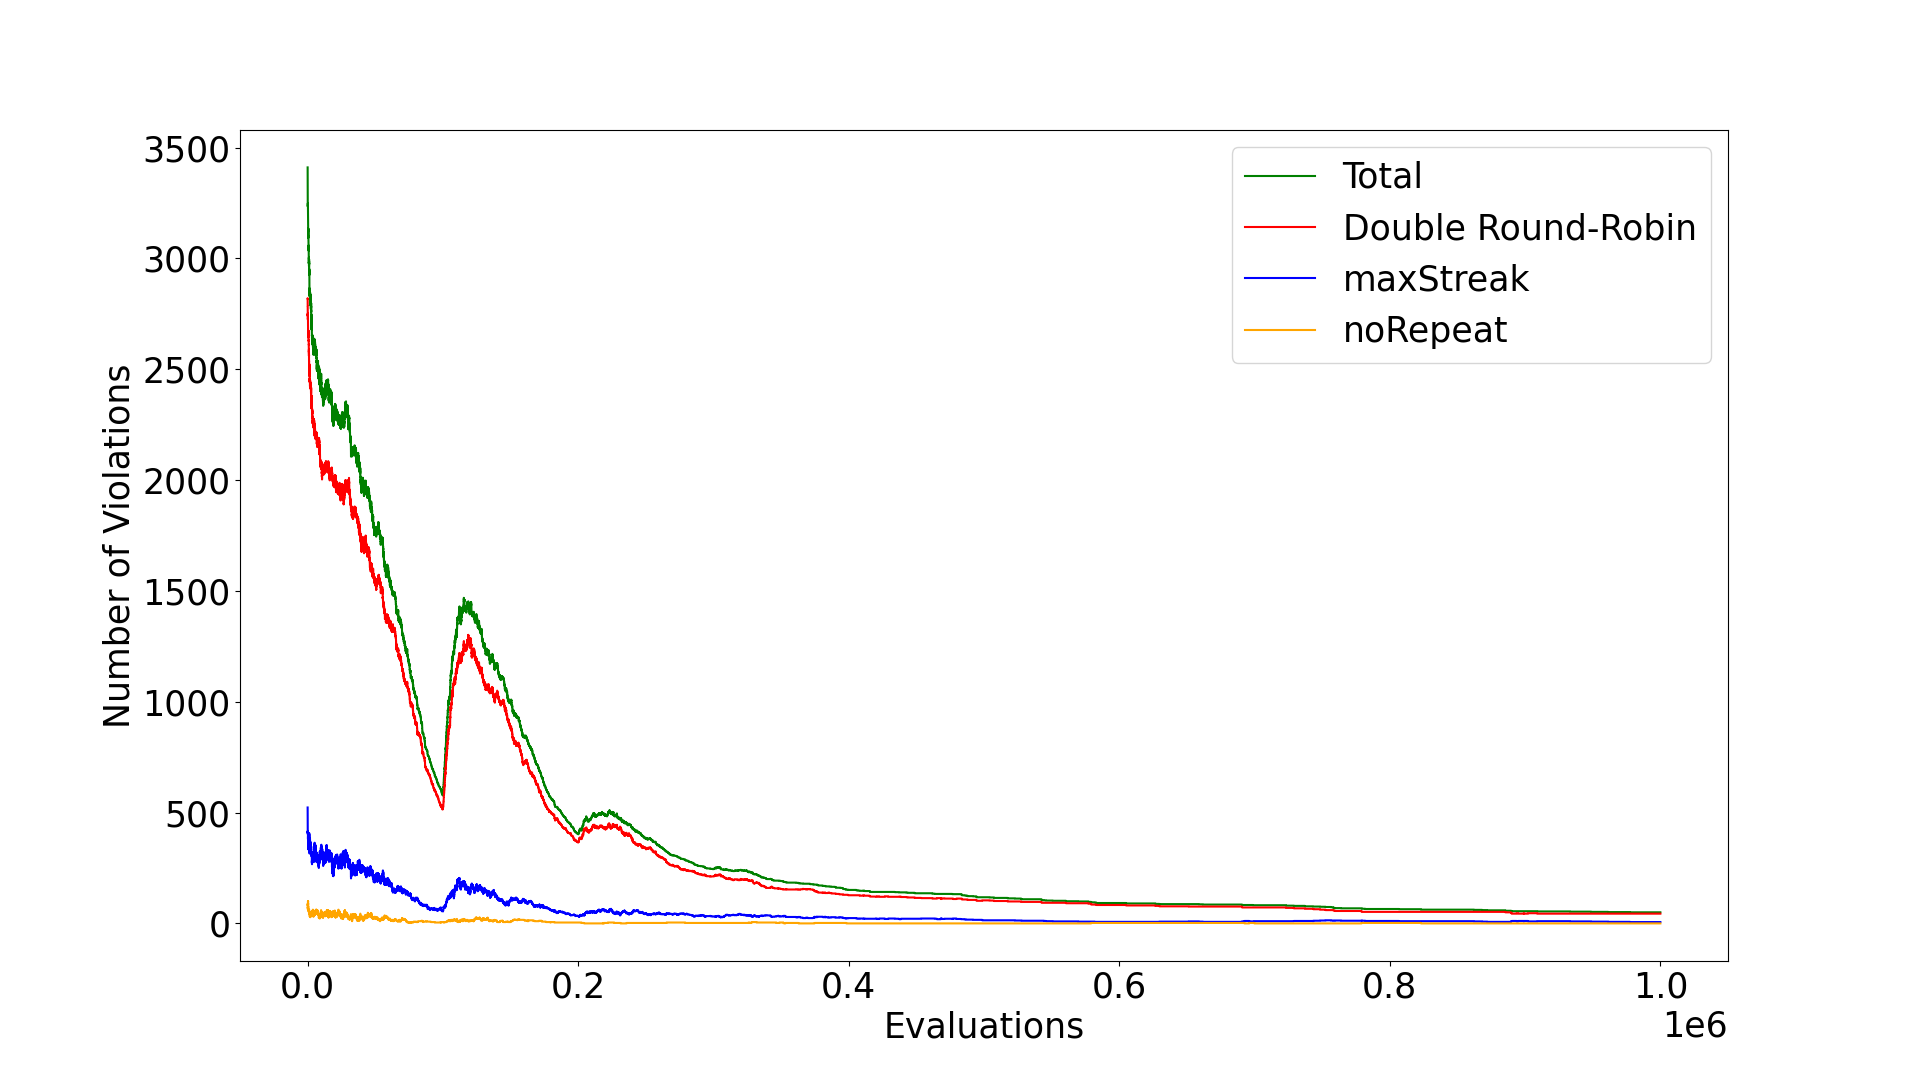 Total
Double Round-Robin
maxStreak
noRepeat
Number of Violations
3500
3000
2500
2000
1500
1000
500
0
0.0 0.2 0.4 0.6 0.8 1.0
Evaluations
1e6